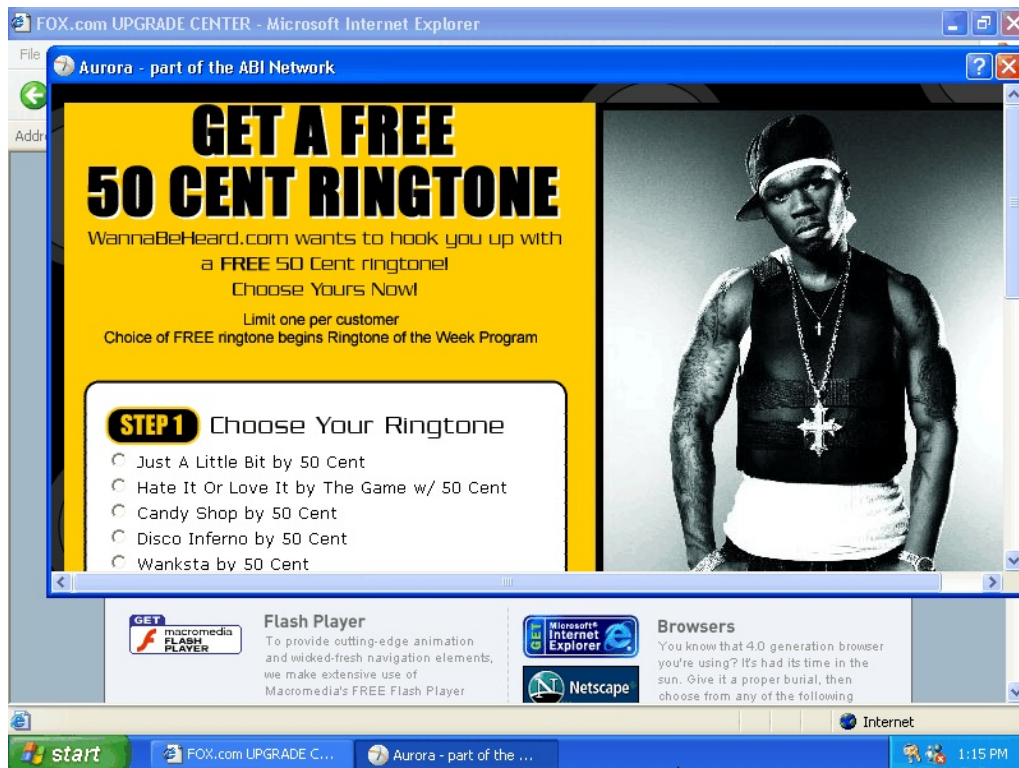 FOX.com UPGRADE CENTER - Microsoft Internet Explorer
File
Aurora - part of the ABI Network
GET A FREE
50 CENT RINGTONE
WannaBeHeard.com wants to hook you up with
a FREE 50 Cent ringtone!
Choose Yours Now!
Limit one per customer
Choice of FREE ringtone begins Ringtone of the Week Program
STEP 1 Choose Your Ringtone
Just A Little Bit by 50 Cent
Hate It Or Love It by The Game w/ 50 Cent
Candy Shop by 50 Cent
Disco Inferno by 50 Cent
Wanksta by 50 Cent
GET
macromedia
FLASH
PLAYER
Flash Player
To provide cutting-edge animation
and wicked-fresh navigation elements,
we make extensive use of
Macromedia's FREE Flash Player
GET
Microsoft®
Internet
Explorer
N Netscape
Browsers
You know that 4.0 generation browser
you're using? It's had its time in the
sun. Give it a proper burial, then
choose from any of the following
Internet
start
FOX.com UPGRADE C...
Aurora - part of the ...
1:15 PM